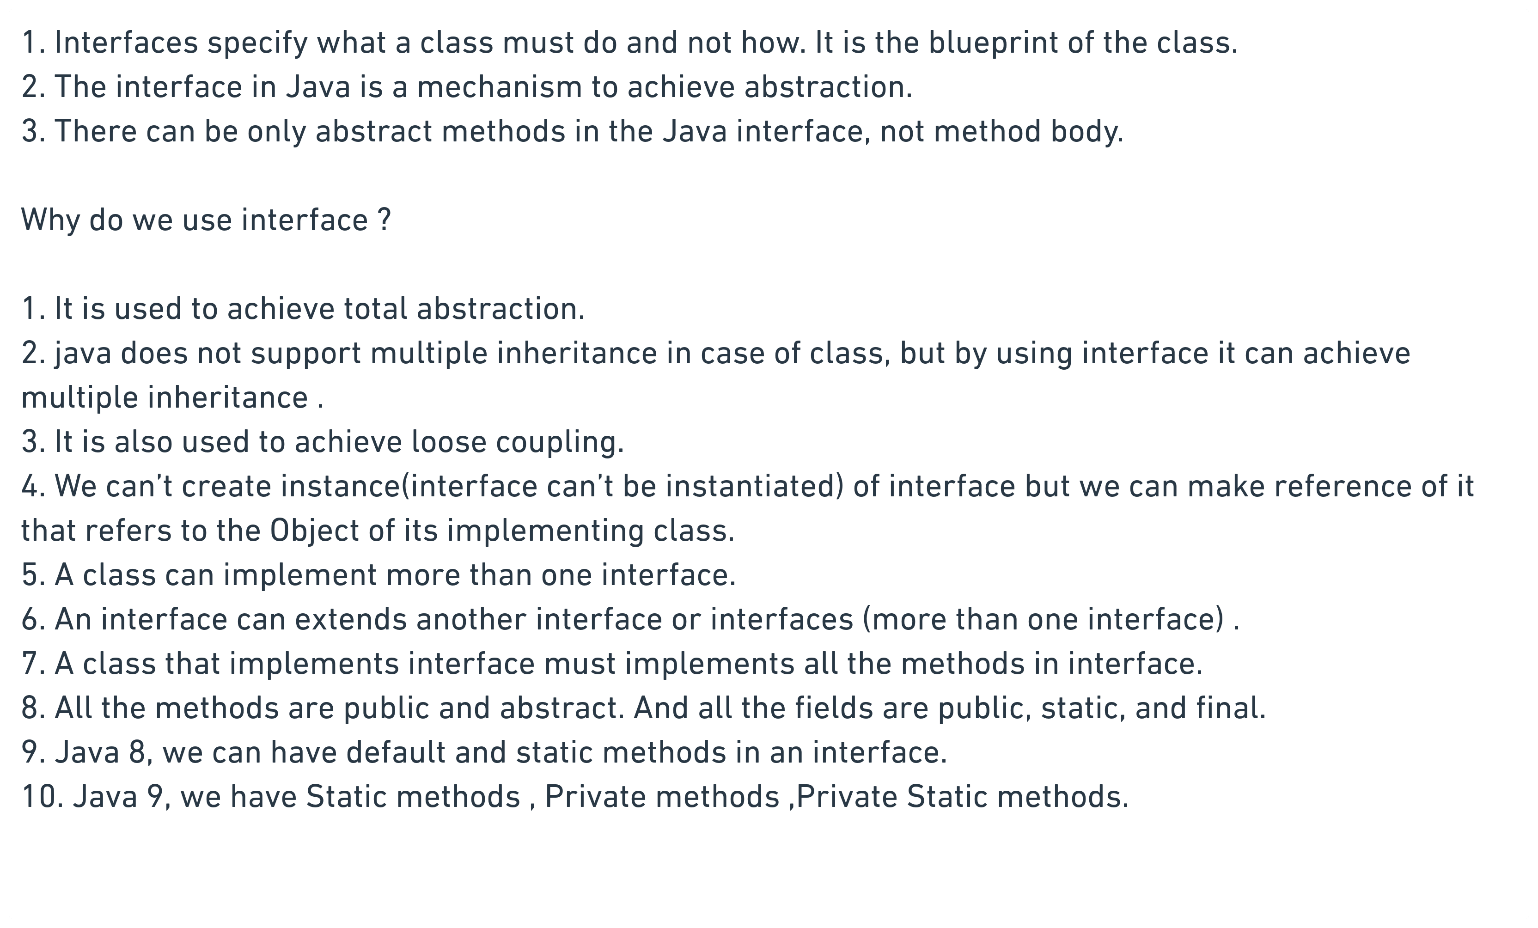 1. Interfaces specify what a class must do and not how. It is the blueprint of the class.
2. The interface in Java is a mechanism to achieve abstraction.
3. There can be only abstract methods in the Java interface, not method body.
Why do we use interface ?
1. It is used to achieve total abstraction.
2. java does not support multiple inheritance in case of class, but by using interface it can achieve
multiple inheritance .
3. It is also used to achieve loose coupling.
4. We can't create instance(interface can't be instantiated) of interface but we can make reference of it
that refers to the Object of its implementing class.
5. A class can implement more than one interface.
6. An interface can extends another interface or interfaces (more than one interface) .
7. A class that implements interface must implements all the methods in interface.
8. All the methods are public and abstract. And all the fields are public, static, and final.
9. Java 8, we can have default and static methods in an interface.
10. Java 9, we have Static methods , Private methods ,Private Static methods.